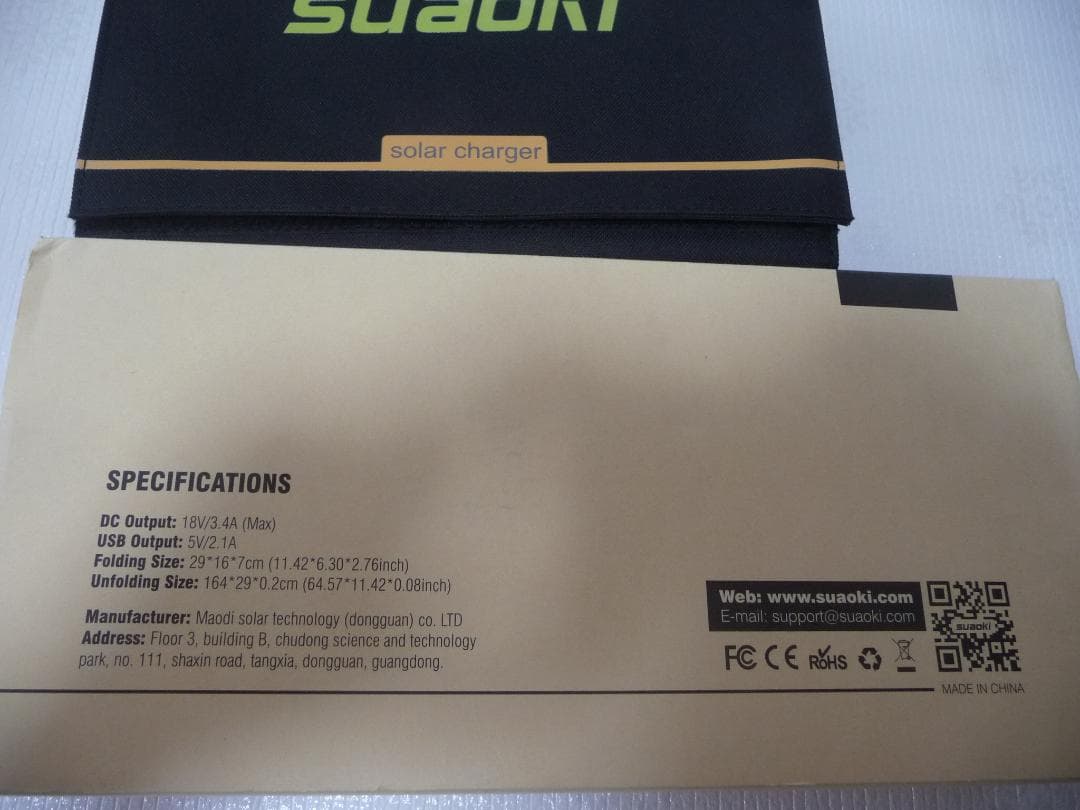 suaoki
solar charger
SPECIFICATIONS
DC Output: 18V/3.4A (Max)
USB Output: 5V/2.1A
Folding Size: 29*16*7cm (11.42*6.30*2.76inch)
Unfolding Size: 164*29*0.2cm (64.57*11.42*0.08inch)
Manufacturer: Maodi solar technology (dongguan) co. LTD
Address: Floor 3, building B, chudong science and technology
park, no. 111, shaxin road, tangxia, dongguan, guangdong.
Web: www.suaoki.com
E-mail: support@suaoki.com
suaoki
FC CE RoHS
MADE IN CHINA